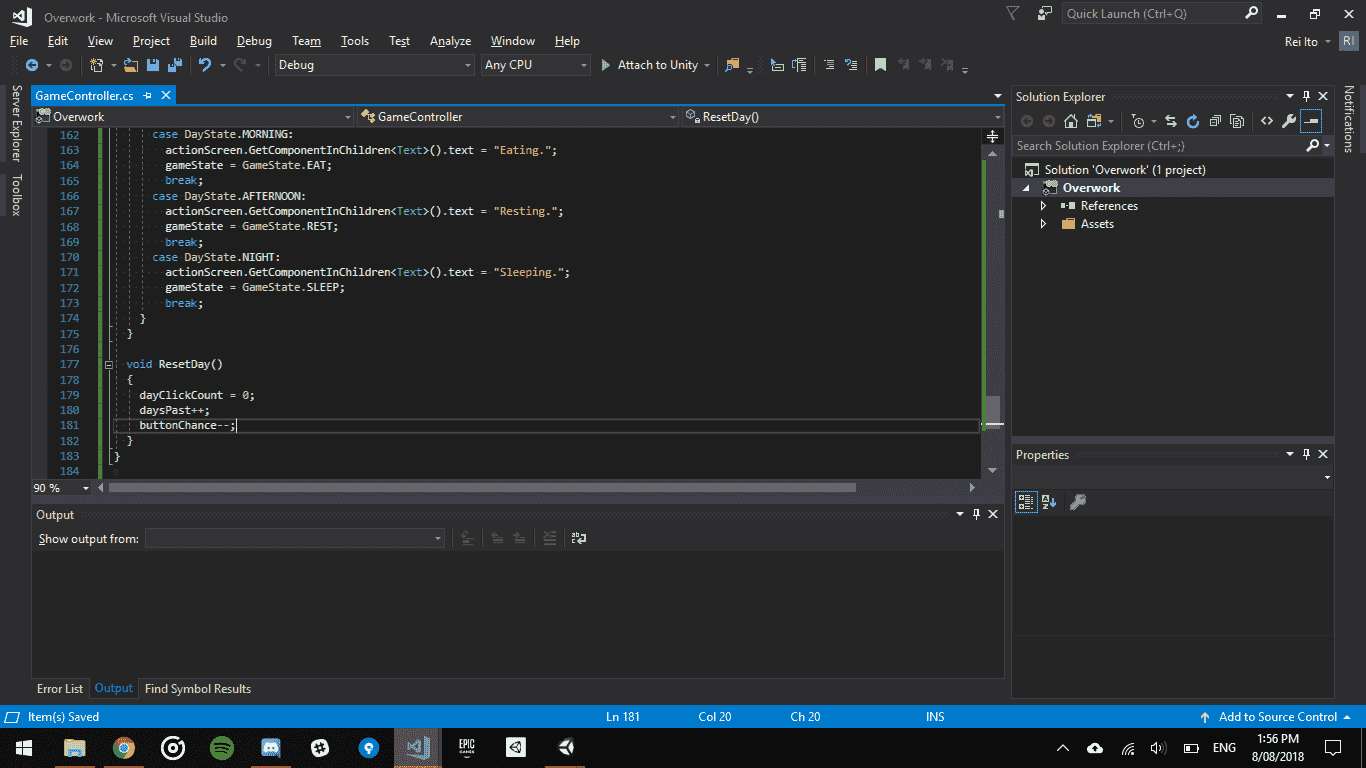 Overwork - Microsoft Visual Studio
Quick Launch (Ctrl+Q)
File Edit View Project Build Debug Team Tools Test Analyze Window Help
Rei Ito RI
Debug Any CPU Attach to Unity
Server Explorer
Toolbox
GameController.cs
Overwork GameController ResetDay()
162 case DayState.MORNING:
163 actionScreen.GetComponentInChildren<Text>().text = "Eating.";
164 gameState = GameState.EAT;
165 break;
166 case DayState.AFTERNOON:
167 actionScreen.GetComponentInChildren<Text>().text = "Resting.";
168 gameState = GameState.REST;
169 break;
170 case DayState.NIGHT:
171 actionScreen.GetComponentInChildren<Text>().text = "Sleeping.";
172 gameState = GameState.SLEEP;
173 break;
174 }
175 }
176
177 void ResetDay()
178 {
179 dayClickCount = 0;
180 daysPast++;
181 buttonChance--;
182 }
183 }
184
90 %
Output
Show output from:
Error List Output Find Symbol Results
Solution Explorer
Search Solution Explorer (Ctrl+;)
Solution 'Overwork' (1 project)
Overwork
References
Assets
Properties
Notifications
Item(s) Saved Ln 181 Col 20 Ch 20 INS Add to Source Control
EPIC
GAMES
ENG
1:56 PM
8/08/2018